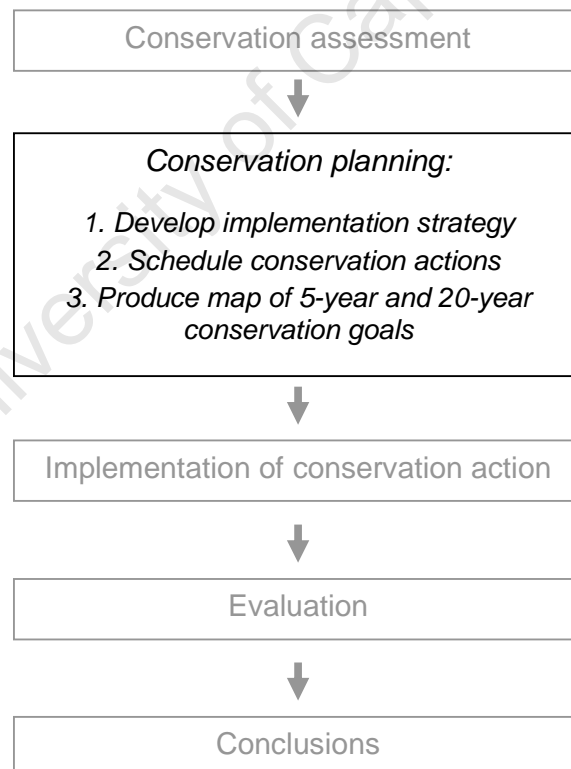 Conservation assessment
Conservation planning:
1. Develop implementation strategy
2. Schedule conservation actions
3. Produce map of 5-year and 20-year
conservation goals
Implementation of conservation action
Evaluation
Conclusions